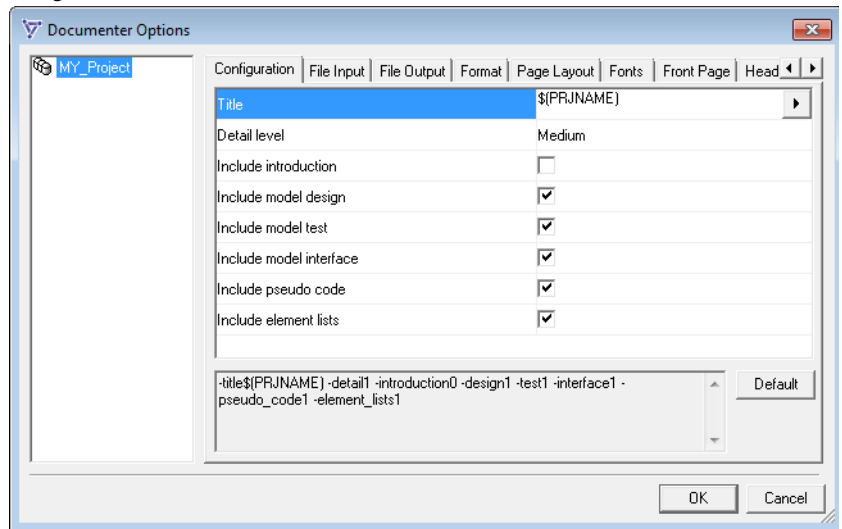 Documenter Options
MY_Project
Configuration File Input File Output Format Page Layout Fonts Front Page Head
Title $(PRJNAME)
Detail level Medium
Include introduction
Include model design
Include model test
Include model interface
Include pseudo code
Include element lists
-title$(PRJNAME) -detail1 -introduction0 -design1 -test1 -interface1 -
pseudo_code1 -element_lists1
Default
OK Cancel